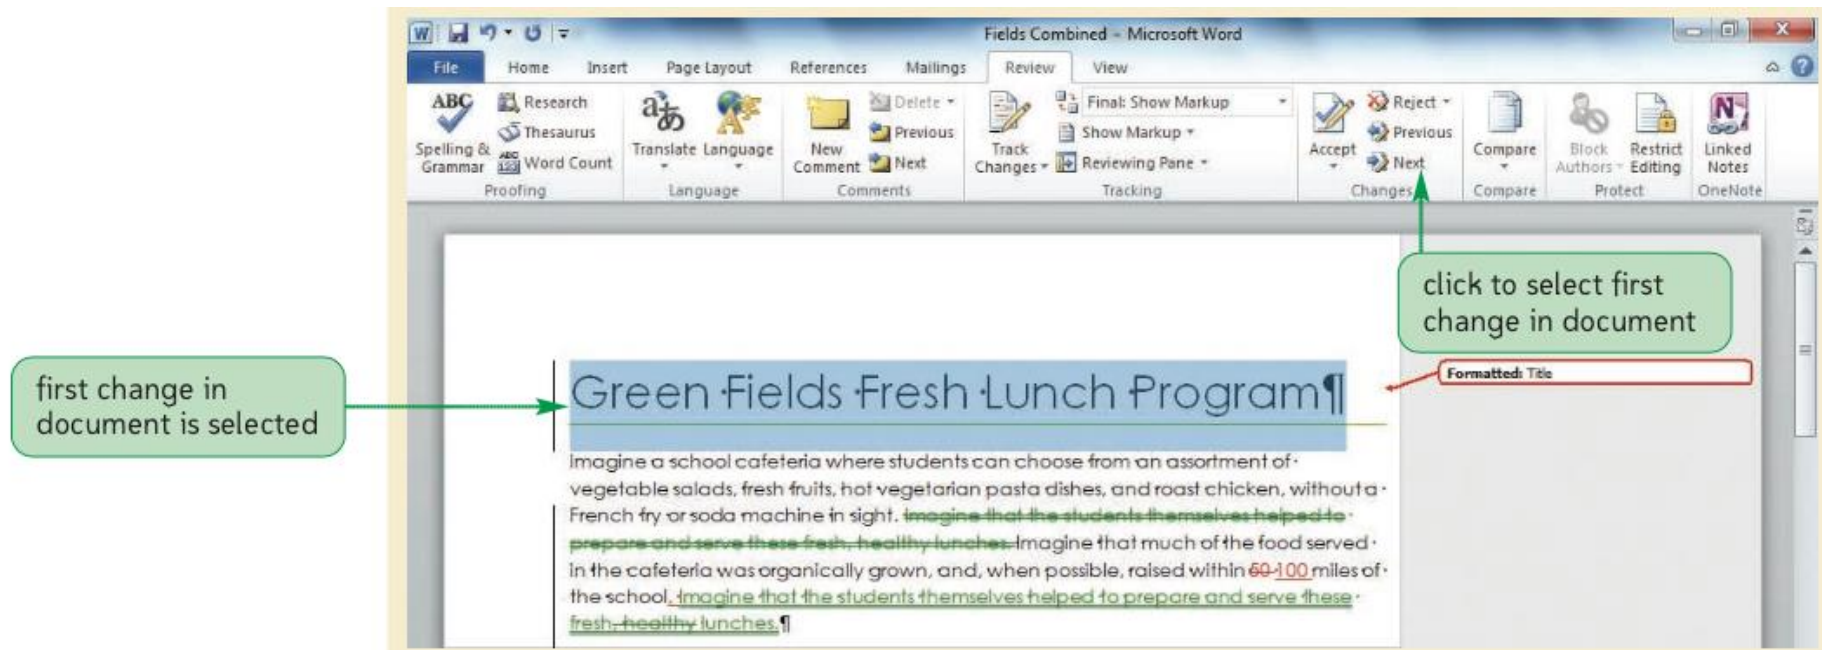 Fields Combined - Microsoft Word
File Home Insert Page Layout References Mailings Review View
ABC Research Delete Final: Show Markup Reject
Thesaurus Previous Show Markup Previous
Spelling & Grammar ABC 123 Word Count Translate Language New Comment Next Track Changes Reviewing Pane Accept Next Compare Block Authors Restrict Editing Linked Notes
Proofing Language Comments Tracking Changes Compare Protect OneNote
click to select first
change in document
first change in
document is selected
Green Fields Fresh Lunch Program¶
Formatted: Title
Imagine a school cafeteria where students can choose from an assortment of
vegetable salads, fresh fruits, hot vegetarian pasta dishes, and roast chicken, without a
French fry or soda machine in sight. Imagine that the students themselves helped to
prepare and serve these fresh, healthy lunches. Imagine that much of the food served
in the cafeteria was organically grown, and, when possible, raised within 50 100 miles of
the school. Imagine that the students themselves helped to prepare and serve these
fresh, healthy lunches.¶